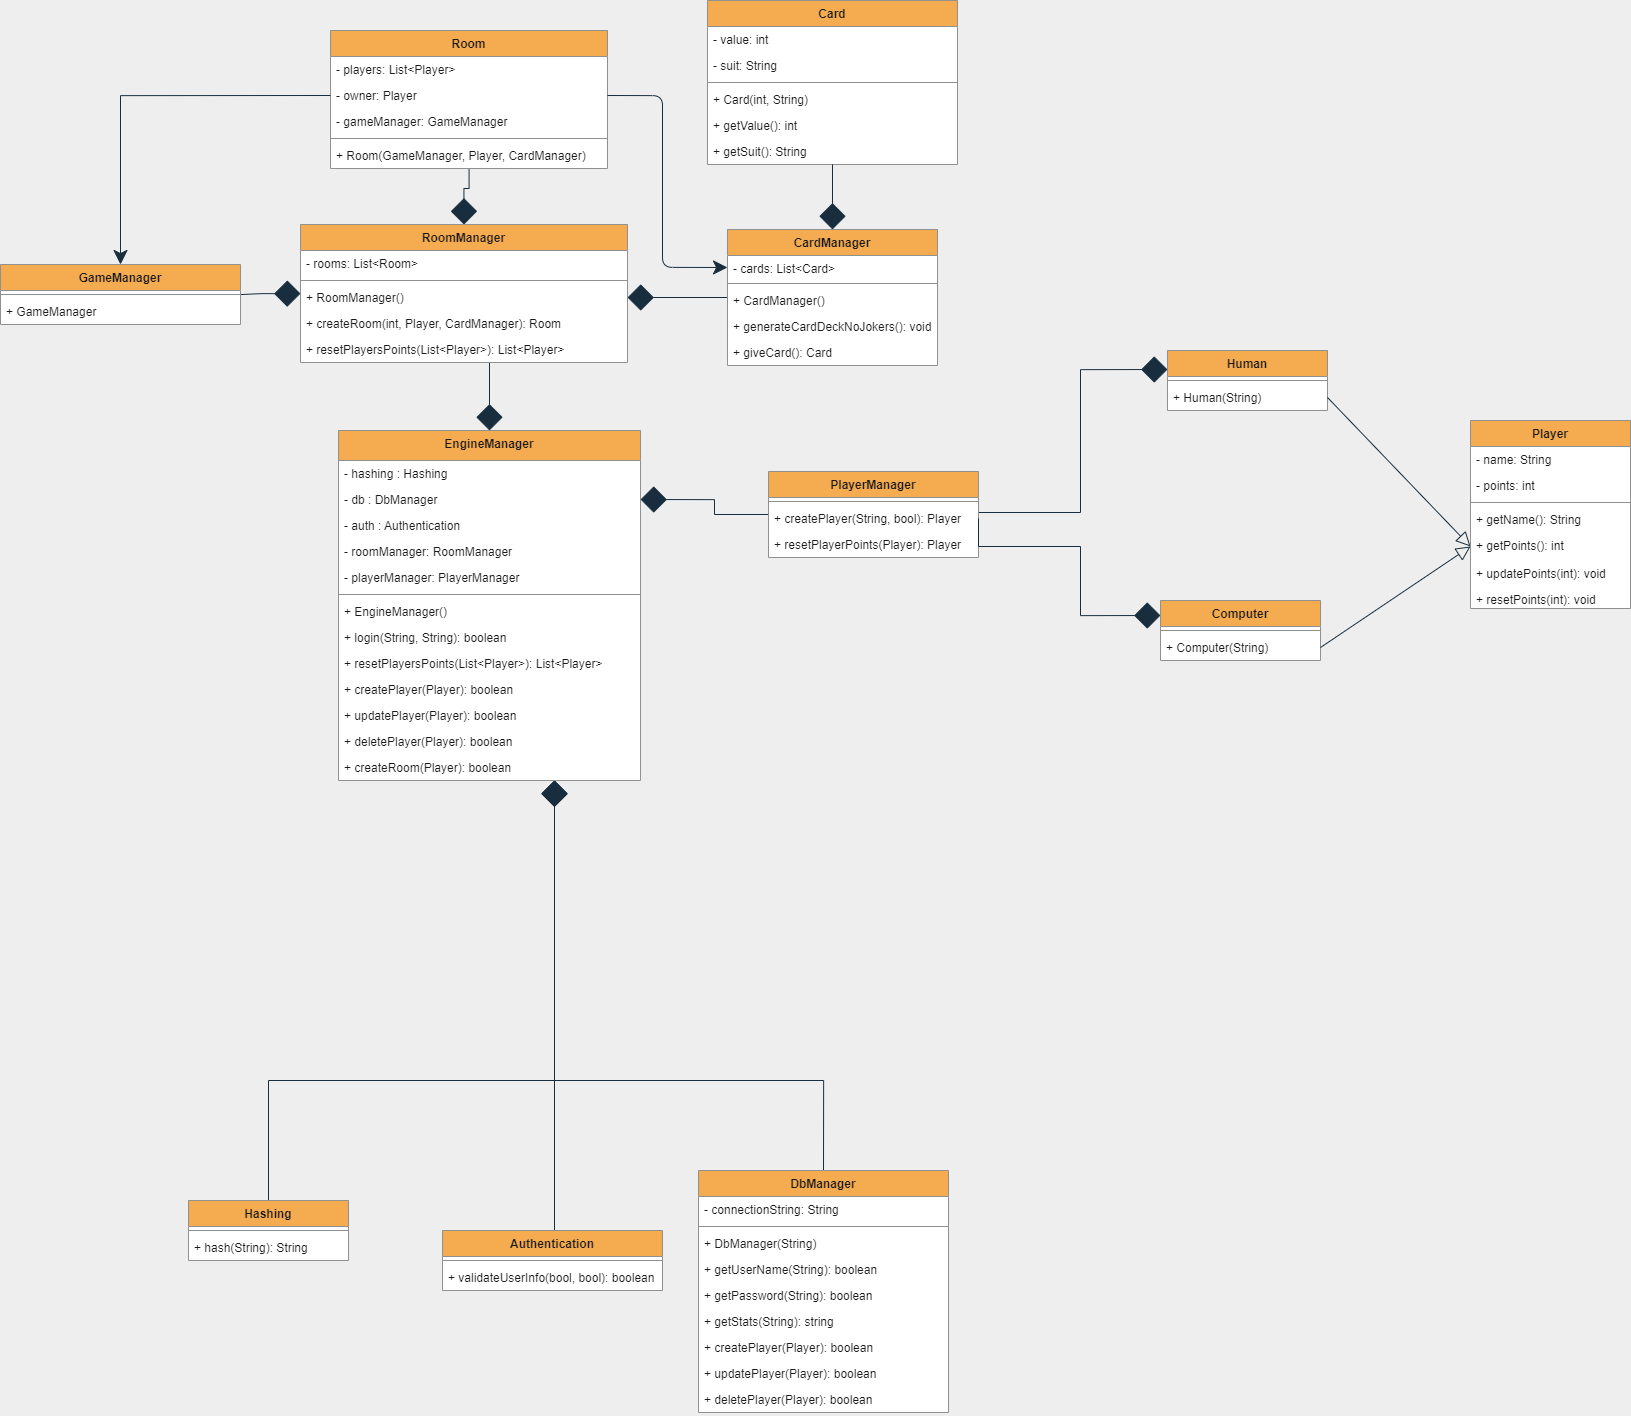 Card
- value: int
- suit: String
+ Card(int, String)
+ getValue(): int
+ getSuit(): String
Room
- players: List<Player>
- owner: Player
- gameManager: GameManager
+ Room(GameManager, Player, CardManager)
RoomManager
- rooms: List<Room>
+ RoomManager()
+ createRoom(int, Player, CardManager): Room
+ resetPlayersPoints(List<Player>): List<Player>
CardManager
- cards: List<Card>
+ CardManager()
+ generateCardDeckNoJokers(): void
+ giveCard(): Card
GameManager
+ GameManager
Human
+ Human(String)
Player
- name: String
- points: int
+ getName(): String
+ getPoints(): int
+ updatePoints(int): void
+ resetPoints(int): void
EngineManager
- hashing : Hashing
- db : DbManager
- auth : Authentication
- roomManager: RoomManager
- playerManager: PlayerManager
+ EngineManager()
+ login(String, String): boolean
+ resetPlayersPoints(List<Player>): List<Player>
+ createPlayer(Player): boolean
+ updatePlayer(Player): boolean
+ deletePlayer(Player): boolean
+ createRoom(Player): boolean
PlayerManager
+ createPlayer(String, bool): Player
+ resetPlayerPoints(Player): Player
Computer
+ Computer(String)
Hashing
+ hash(String): String
Authentication
+ validateUserInfo(bool, bool): boolean
DbManager
- connectionString: String
+ DbManager(String)
+ getUserName(String): boolean
+ getPassword(String): boolean
+ getStats(String): string
+ createPlayer(Player): boolean
+ updatePlayer(Player): boolean
+ deletePlayer(Player): boolean